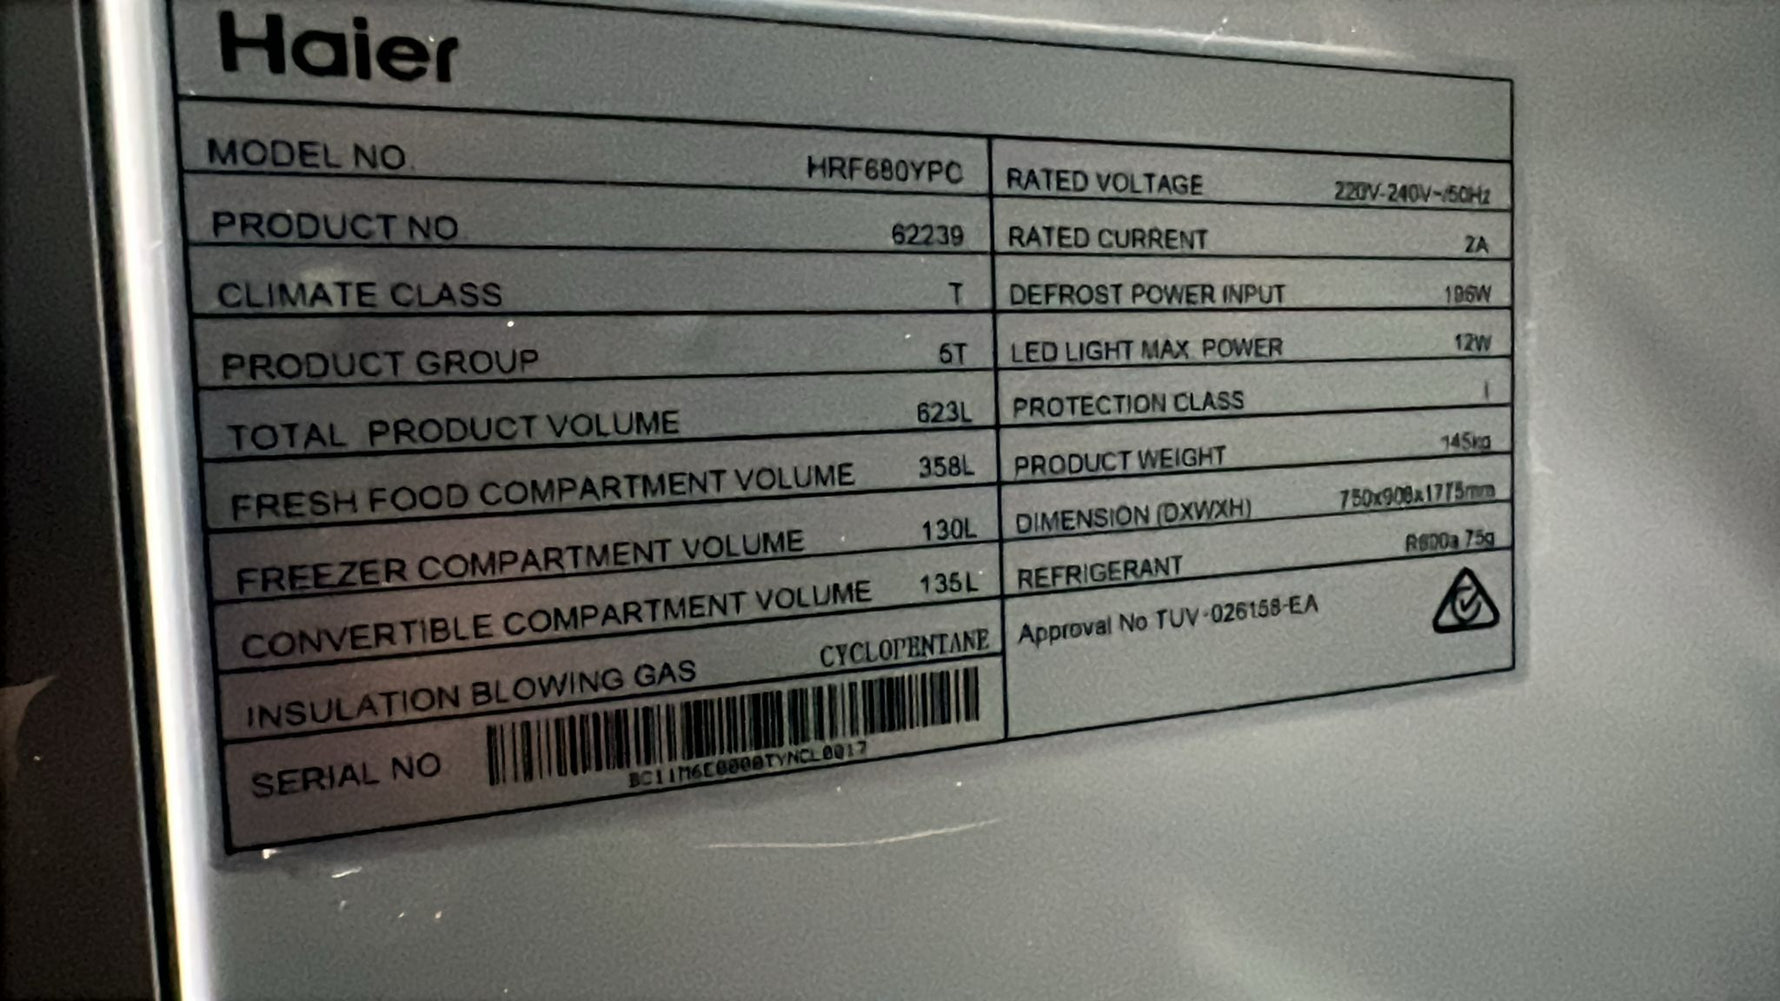 Haier
MODEL NO. HRF680YPC
PRODUCT NO 62239
CLIMATE CLASS T
PRODUCT GROUP 5T
TOTAL PRODUCT VOLUME 623L
FRESH FOOD COMPARTMENT VOLUME 358L
FREEZER COMPARTMENT VOLUME 130L
CONVERTIBLE COMPARTMENT VOLUME 135L
INSULATION BLOWING GAS CYCLOPENTANE
SERIAL NO
RATED VOLTAGE 220V-240V~/50Hz
RATED CURRENT 2A
DEFROST POWER INPUT
LED LIGHT MAX. POWER 12W
PROTECTION CLASS I
PRODUCT WEIGHT 145kg
DIMENSION (DXWXH)
REFRIGERANT R600a 75g
Approval No TUV-026158-EA